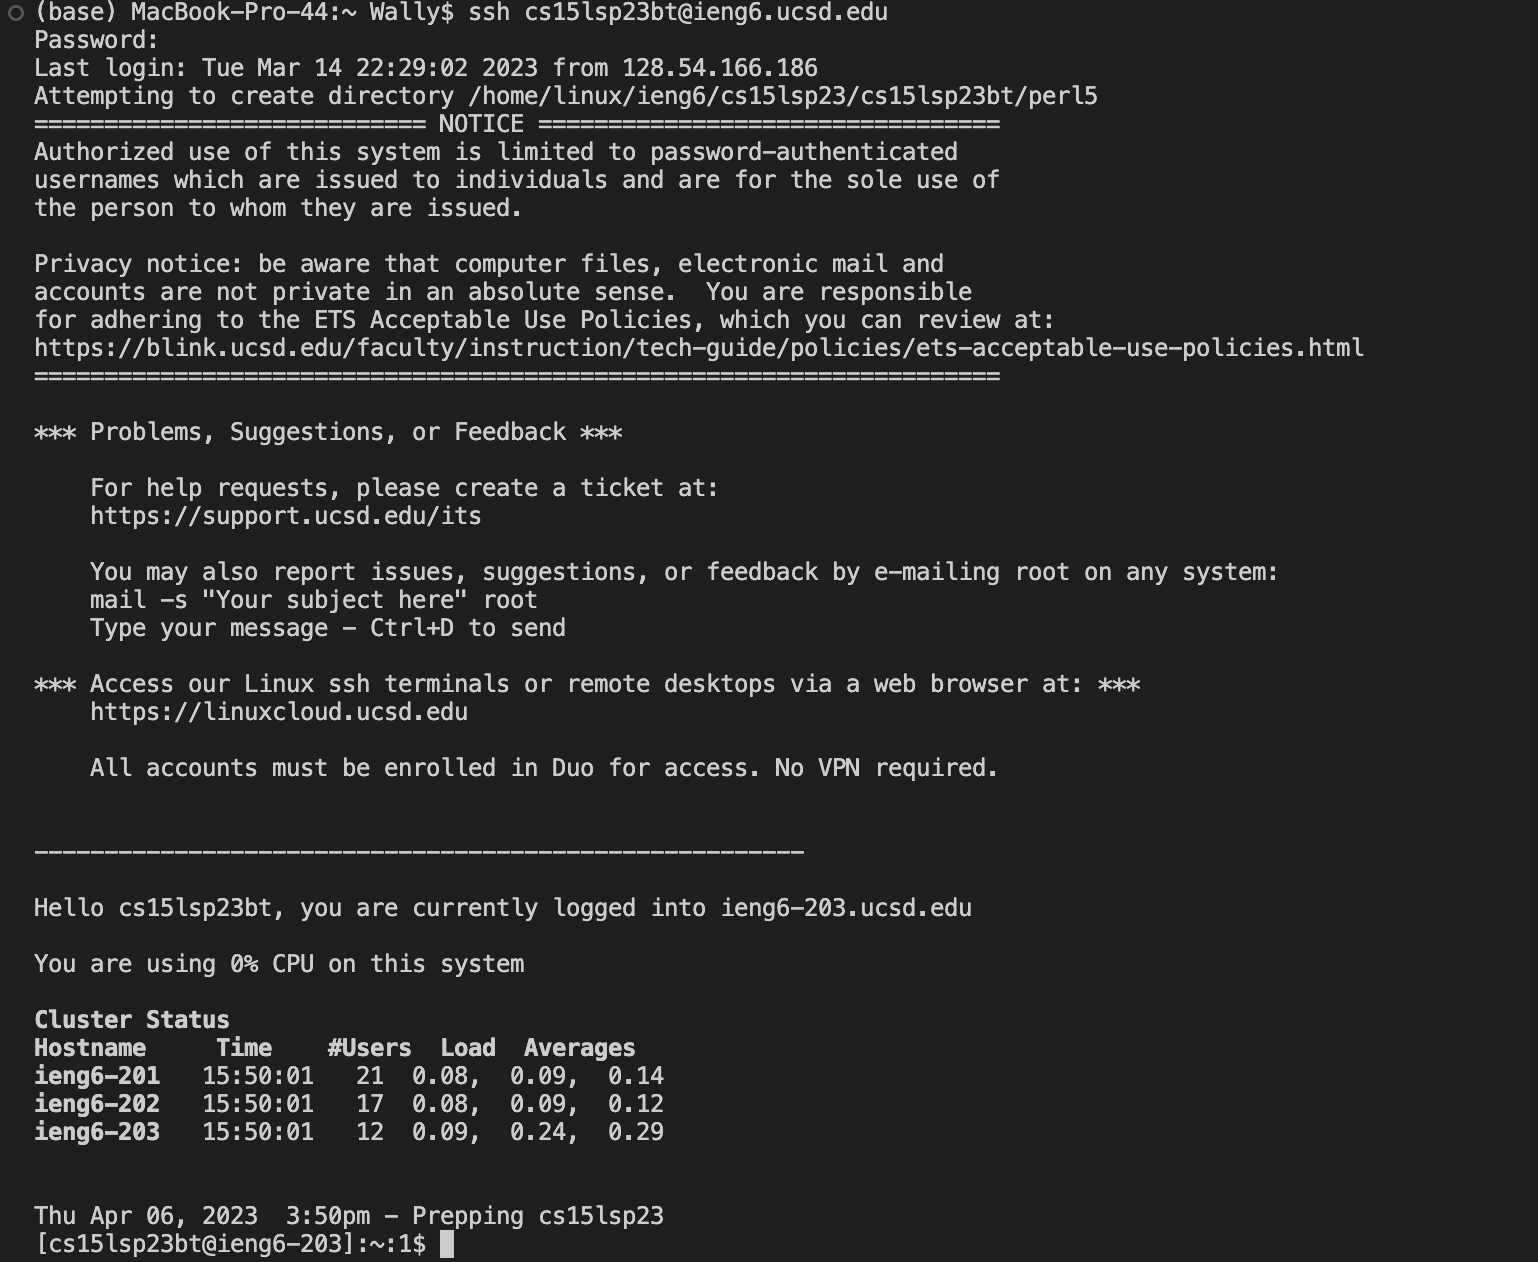 (base) MacBook-Pro-44:~ Wally$ ssh cs15lsp23bt@ieng6.ucsd.edu
Password:
Last login: Tue Mar 14 22:29:02 2023 from 128.54.166.186
Attempting to create directory /home/linux/ieng6/cs15lsp23/cs15lsp23bt/perl5
============================ NOTICE =================================
Authorized use of this system is limited to password-authenticated
usernames which are issued to individuals and are for the sole use of
the person to whom they are issued.

Privacy notice: be aware that computer files, electronic mail and
accounts are not private in an absolute sense.  You are responsible
for adhering to the ETS Acceptable Use Policies, which you can review at:
https://blink.ucsd.edu/faculty/instruction/tech-guide/policies/ets-acceptable-use-policies.html
=====================================================================

*** Problems, Suggestions, or Feedback ***

    For help requests, please create a ticket at:
    https://support.ucsd.edu/its

    You may also report issues, suggestions, or feedback by e-mailing root on any system:
    mail -s "Your subject here" root
    Type your message - Ctrl+D to send

*** Access our Linux ssh terminals or remote desktops via a web browser at: ***
    https://linuxcloud.ucsd.edu

    All accounts must be enrolled in Duo for access. No VPN required.

-------------------------------------------------------

Hello cs15lsp23bt, you are currently logged into ieng6-203.ucsd.edu

You are using 0% CPU on this system

Cluster Status
Hostname     Time    #Users  Load  Averages
ieng6-201   15:50:01   21  0.08,  0.09,  0.14
ieng6-202   15:50:01   17  0.08,  0.09,  0.12
ieng6-203   15:50:01   12  0.09,  0.24,  0.29

Thu Apr 06, 2023  3:50pm - Prepping cs15lsp23
[cs15lsp23bt@ieng6-203]:~:1$